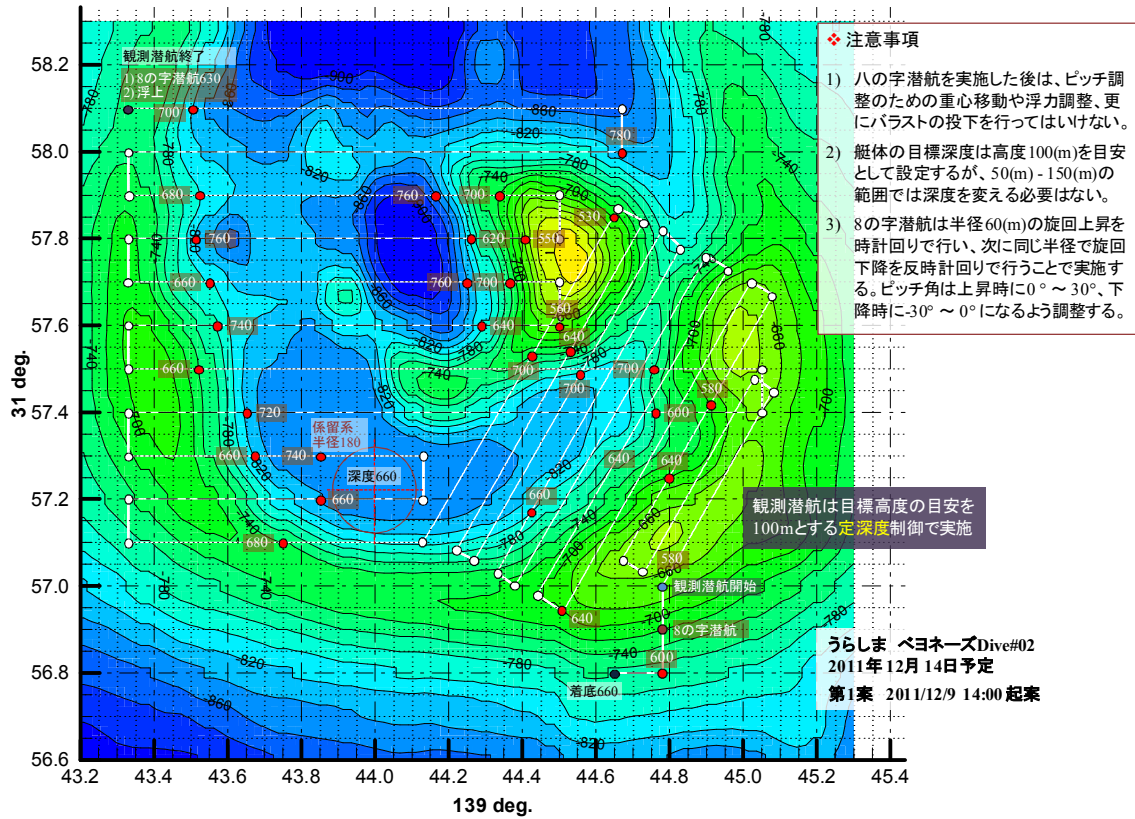 観測潜航終了
1)8の字潜航630
2)浮上
❖ 注意事項
1) 八の字潜航を実施した後は、ピッチ調
整のための重心移動や浮力調整、更
にバラストの投下を行ってはいけない。
2) 艇体の目標深度は高度100(m)を目安
として設定するが、50(m) - 150(m)の
範囲では深度を変える必要はない。
3) 8の字潜航は半径60(m)の旋回上昇を
時計回りで行い、次に同じ半径で旋回
下降を反時計回りで行うことで実施す
る。ピッチ角は上昇時に0°～30°、下
降時に-30°～0°になるよう調整する。
58.2
58.0
57.8
57.6
57.4
57.2
57.0
56.8
56.6
31 deg.
43.2 43.4 43.6 43.8 44.0 44.2 44.4 44.6 44.8 45.0 45.2 45.4
139 deg.
700
780
680
760
700
530
760
620
550
660
760
700
560
740
640
640
660
700
700
700
580
720
600
係留系
半径180
660
740
深度660
640
640
660
660
680
580
640
600
観測潜航は目標高度の目安を
100mとする定深度制御で実施
観測潜航開始
8の字潜航
着底660
うらしま ベヨネーズDive#02
2011年12月14日予定
第1案 2011/12/9 14:00 起案
-900
-860
-820
-780
-740
-700
-660